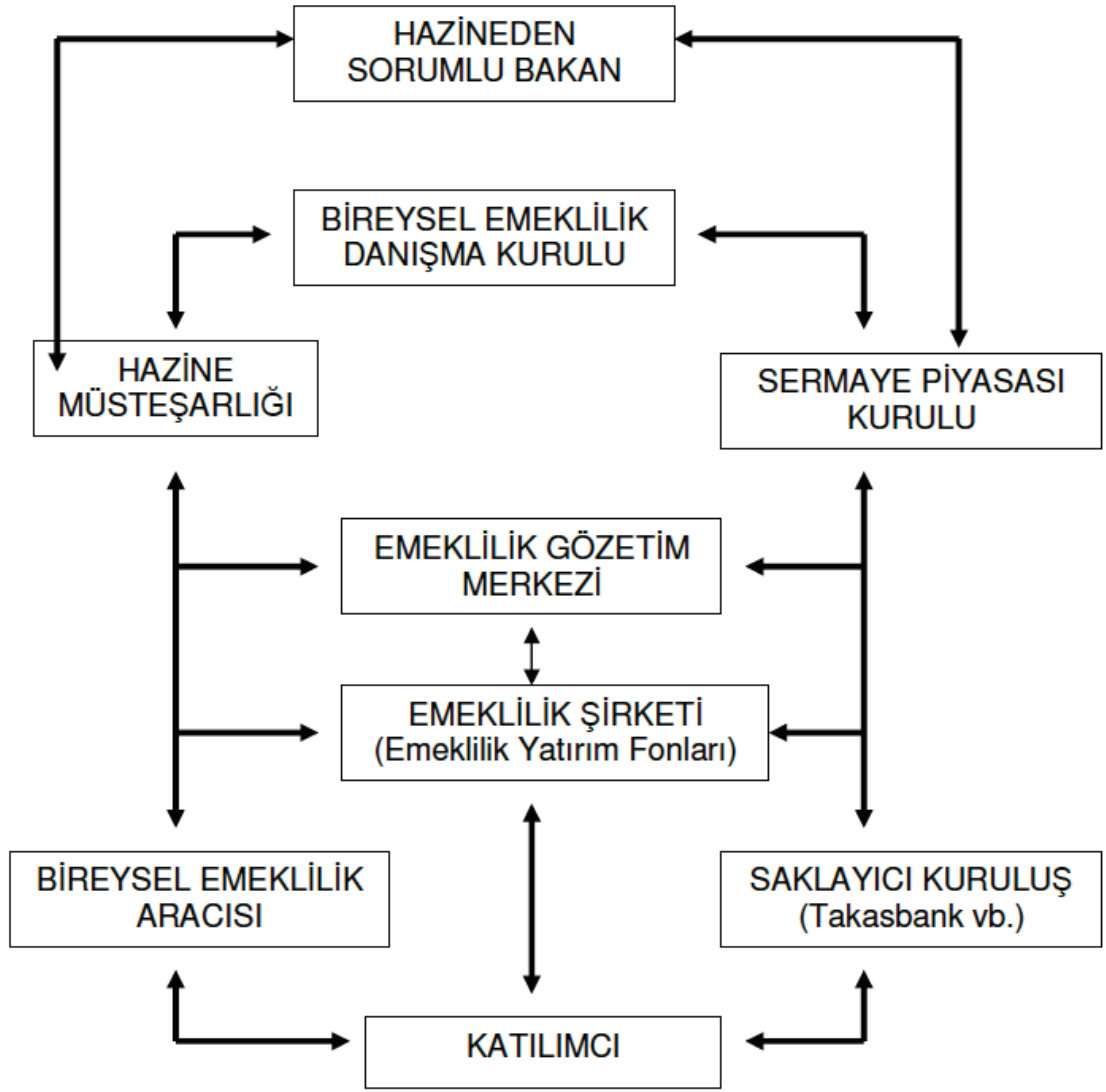 HAZİNEDEN
SORUMLU BAKAN
BİREYSEL EMEKLİLİK
DANIŞMA KURULU
HAZİNE
MÜSTEŞARLIĞI
SERMAYE PİYASASI
KURULU
EMEKLİLİK GÖZETİM
MERKEZİ
EMEKLİLİK ŞİRKETİ
(Emeklilik Yatırım Fonları)
BİREYSEL EMEKLİLİK
ARACISI
SAKLAYICI KURULUŞ
(Takasbank vb.)
KATILIMCI